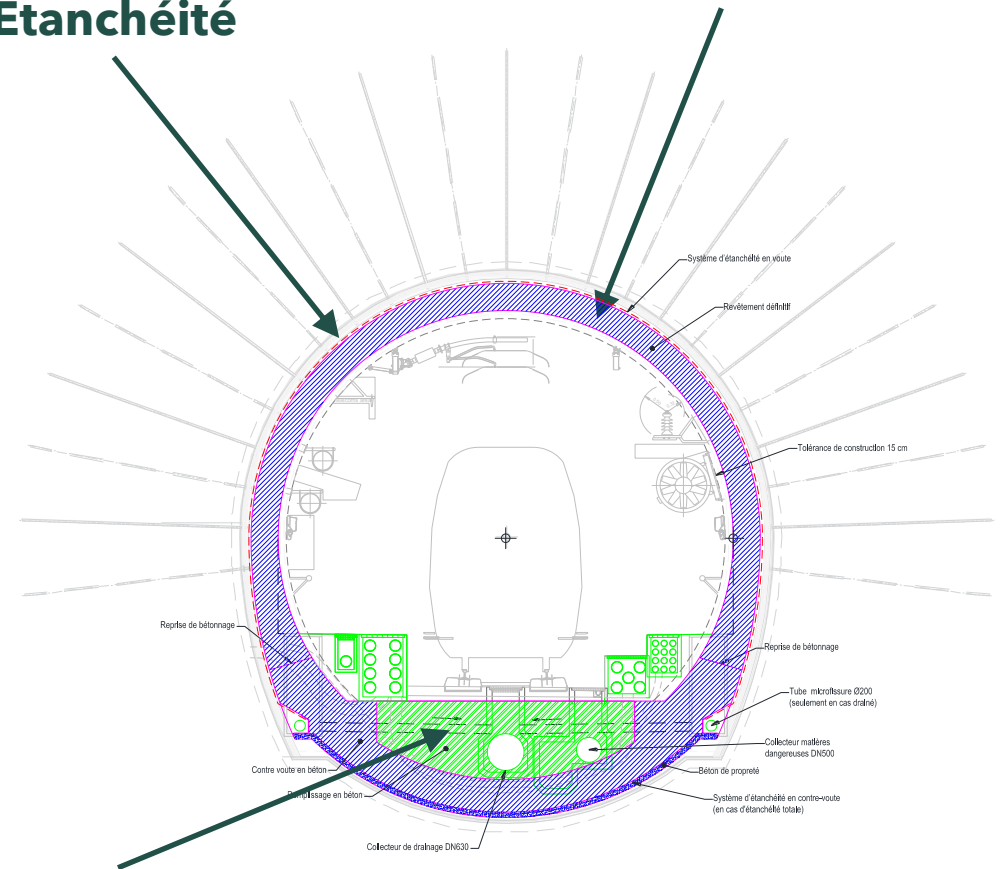 Etanchéité
Système d'étanchéité en voute
Revêtement définitif
Tolérance de construction 15 cm
Reprise de bétonnage
Reprise de bétonnage
Tube microfissure Ø200
(seulement en cas drainé)
Collecteur matières
dangereuses DN500
Contre voute en béton
Béton de propreté
Remplissage en béton
Système d'étanchéité en contre-voute
(en cas d'étanchéité totale)
Collecteur de drainage DN630